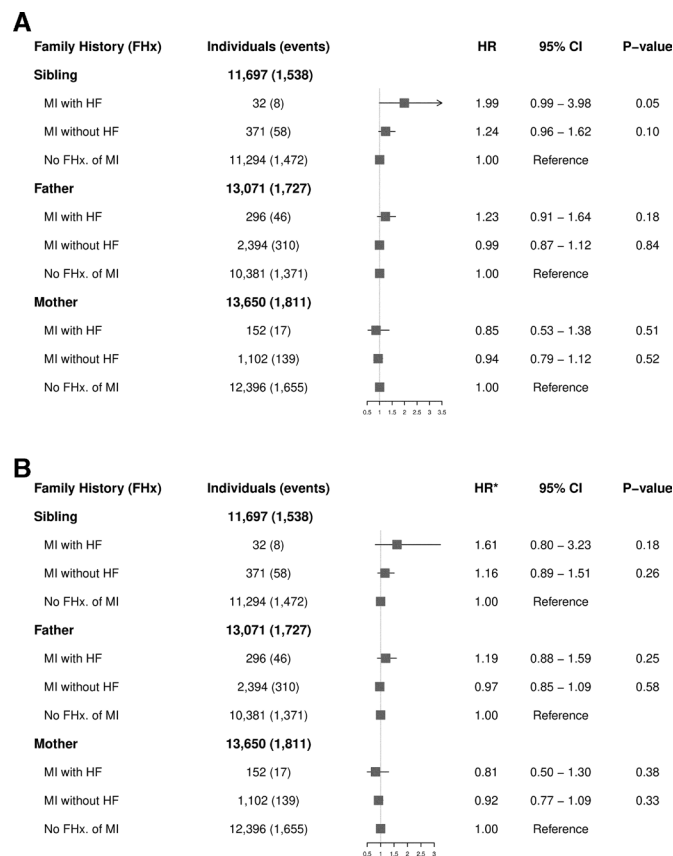 A
Family History (FHx) Individuals (events) HR 95% CI P−value
Sibling 11,697 (1,538)
MI with HF 32 (8) 1.99 0.99 − 3.98 0.05
MI without HF 371 (58) 1.24 0.96 − 1.62 0.10
No FHx. of MI 11,294 (1,472) 1.00 Reference
Father 13,071 (1,727)
MI with HF 296 (46) 1.23 0.91 − 1.64 0.18
MI without HF 2,394 (310) 0.99 0.87 − 1.12 0.84
No FHx. of MI 10,381 (1,371) 1.00 Reference
Mother 13,650 (1,811)
MI with HF 152 (17) 0.85 0.53 − 1.38 0.51
MI without HF 1,102 (139) 0.94 0.79 − 1.12 0.52
No FHx. of MI 12,396 (1,655) 1.00 Reference
0.5 1 1.5 2 2.5 3 3.5
B
Family History (FHx) Individuals (events) HR* 95% CI P−value
Sibling 11,697 (1,538)
MI with HF 32 (8) 1.61 0.80 − 3.23 0.18
MI without HF 371 (58) 1.16 0.89 − 1.51 0.26
No FHx. of MI 11,294 (1,472) 1.00 Reference
Father 13,071 (1,727)
MI with HF 296 (46) 1.19 0.88 − 1.59 0.25
MI without HF 2,394 (310) 0.97 0.85 − 1.09 0.58
No FHx. of MI 10,381 (1,371) 1.00 Reference
Mother 13,650 (1,811)
MI with HF 152 (17) 0.81 0.50 − 1.30 0.38
MI without HF 1,102 (139) 0.92 0.77 − 1.09 0.33
No FHx. of MI 12,396 (1,655) 1.00 Reference
0.5 1 1.5 2 2.5 3